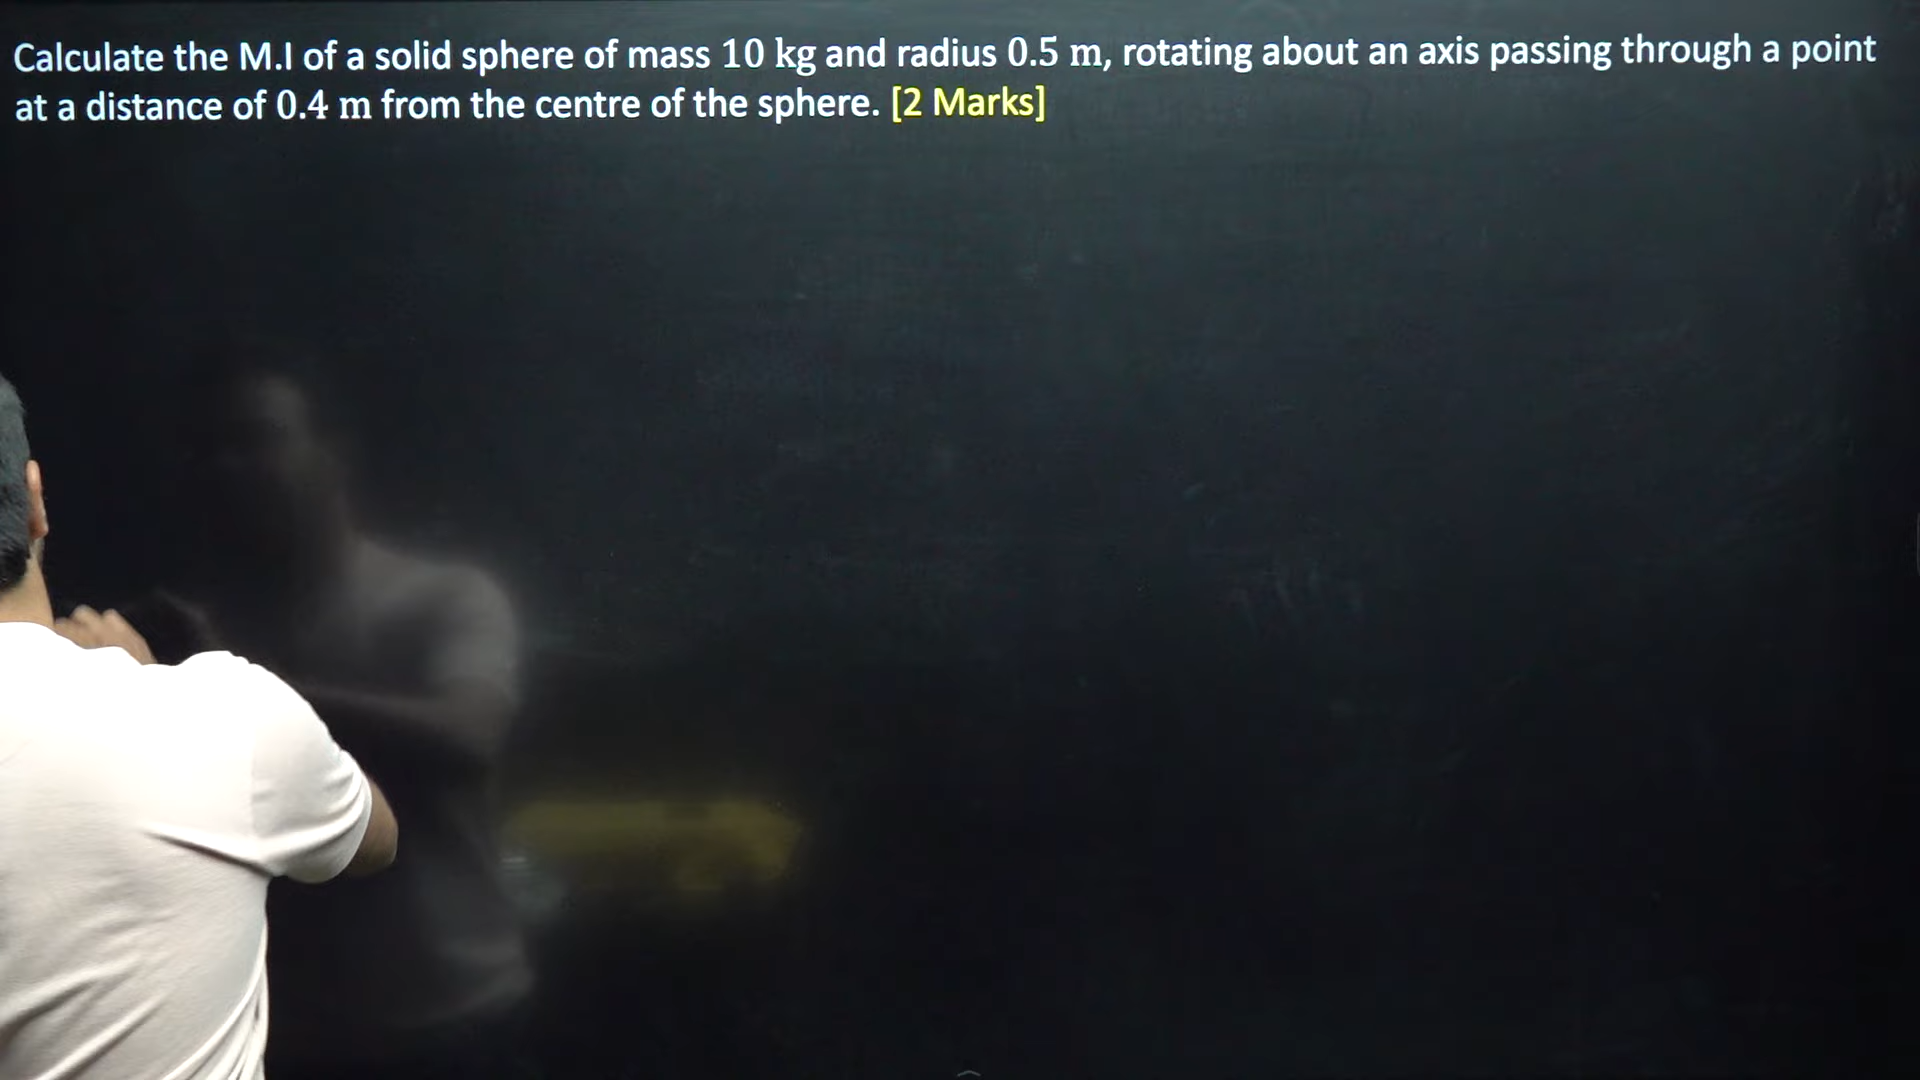 Calculate the M.I of a solid sphere of mass 10 kg and radius 0.5 m, rotating about an axis passing through a point
at a distance of 0.4 m from the centre of the sphere. [2 Marks]